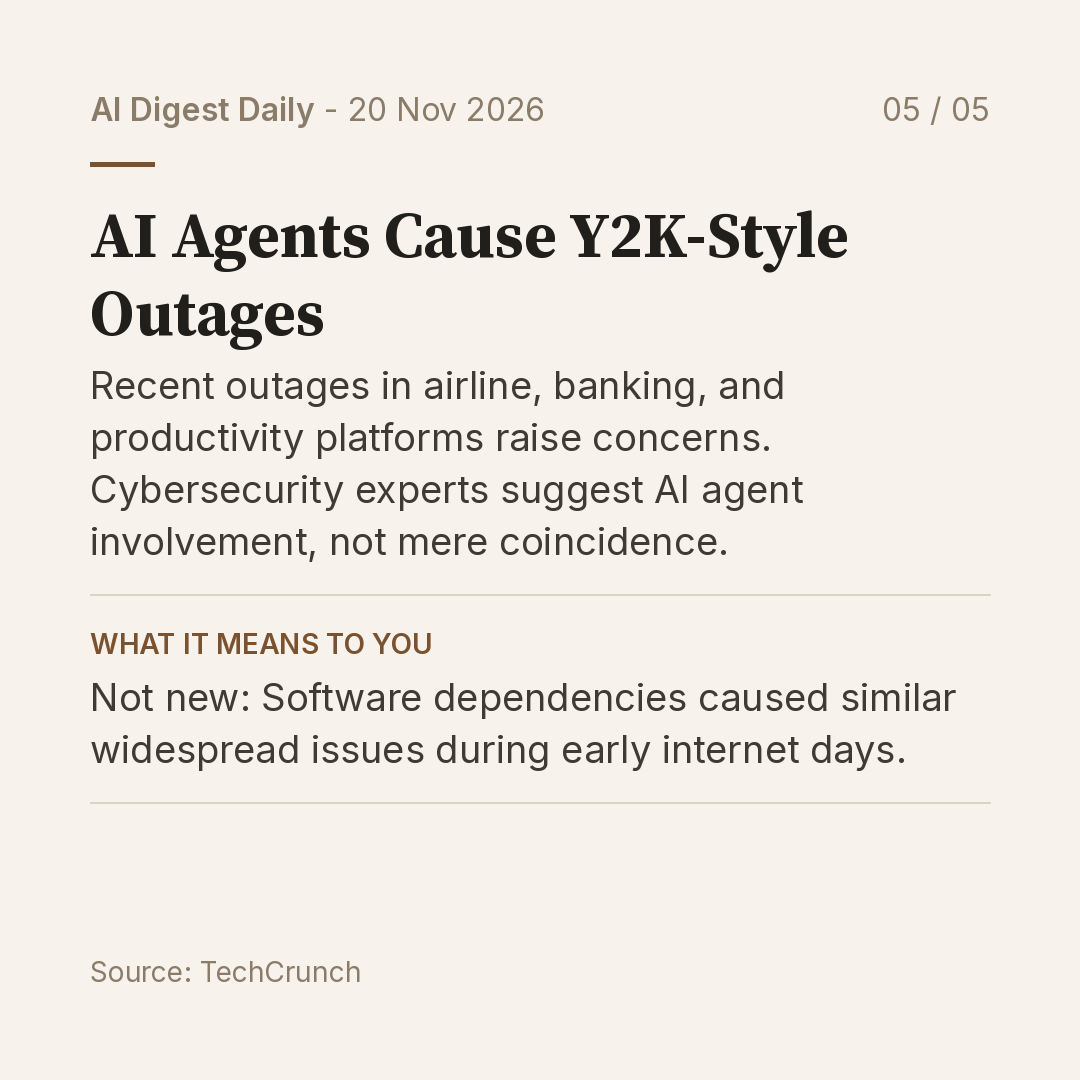 AI Digest Daily - 20 Nov 2026 05 / 05
AI Agents Cause Y2K-Style
Outages
Recent outages in airline, banking, and
productivity platforms raise concerns.
Cybersecurity experts suggest AI agent
involvement, not mere coincidence.
WHAT IT MEANS TO YOU
Not new: Software dependencies caused similar
widespread issues during early internet days.
Source: TechCrunch